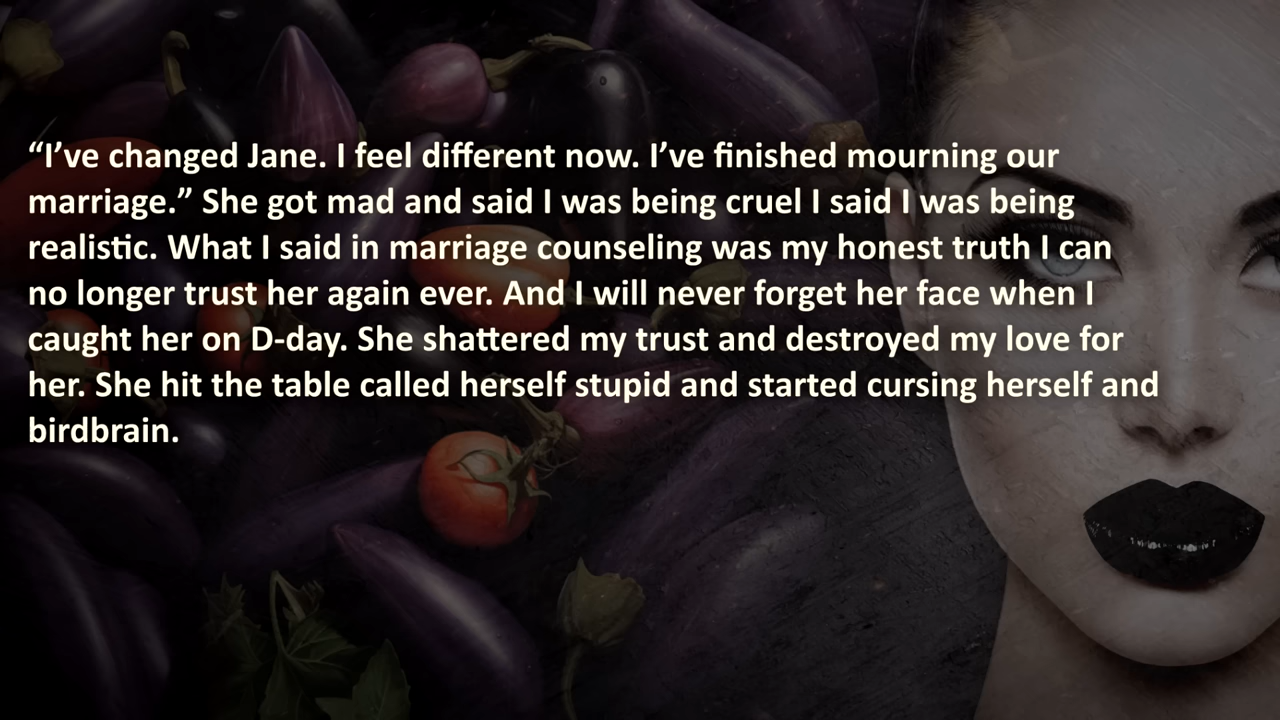 “I’ve changed Jane. I feel different now. I’ve finished mourning our
marriage.” She got mad and said I was being cruel I said I was being
realistic. What I said in marriage counseling was my honest truth I can
no longer trust her again ever. And I will never forget her face when I
caught her on D-day. She shattered my trust and destroyed my love for
her. She hit the table called herself stupid and started cursing herself and
birdbrain.